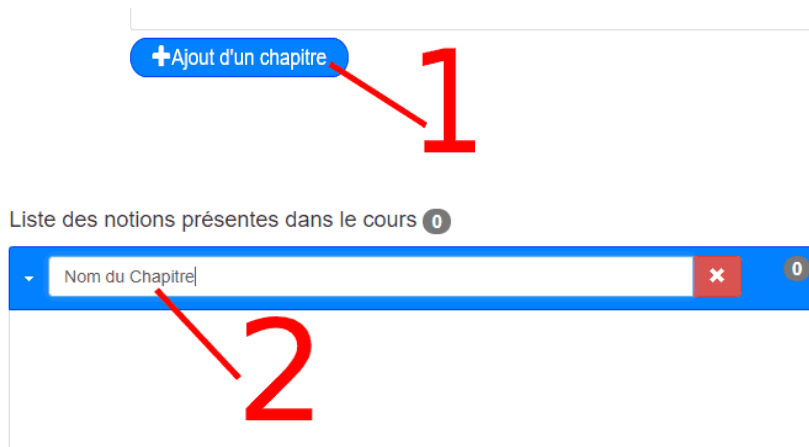 Ajout d'un chapitre
1
Liste des notions présentes dans le cours 0
Nom du Chapitre 0
2